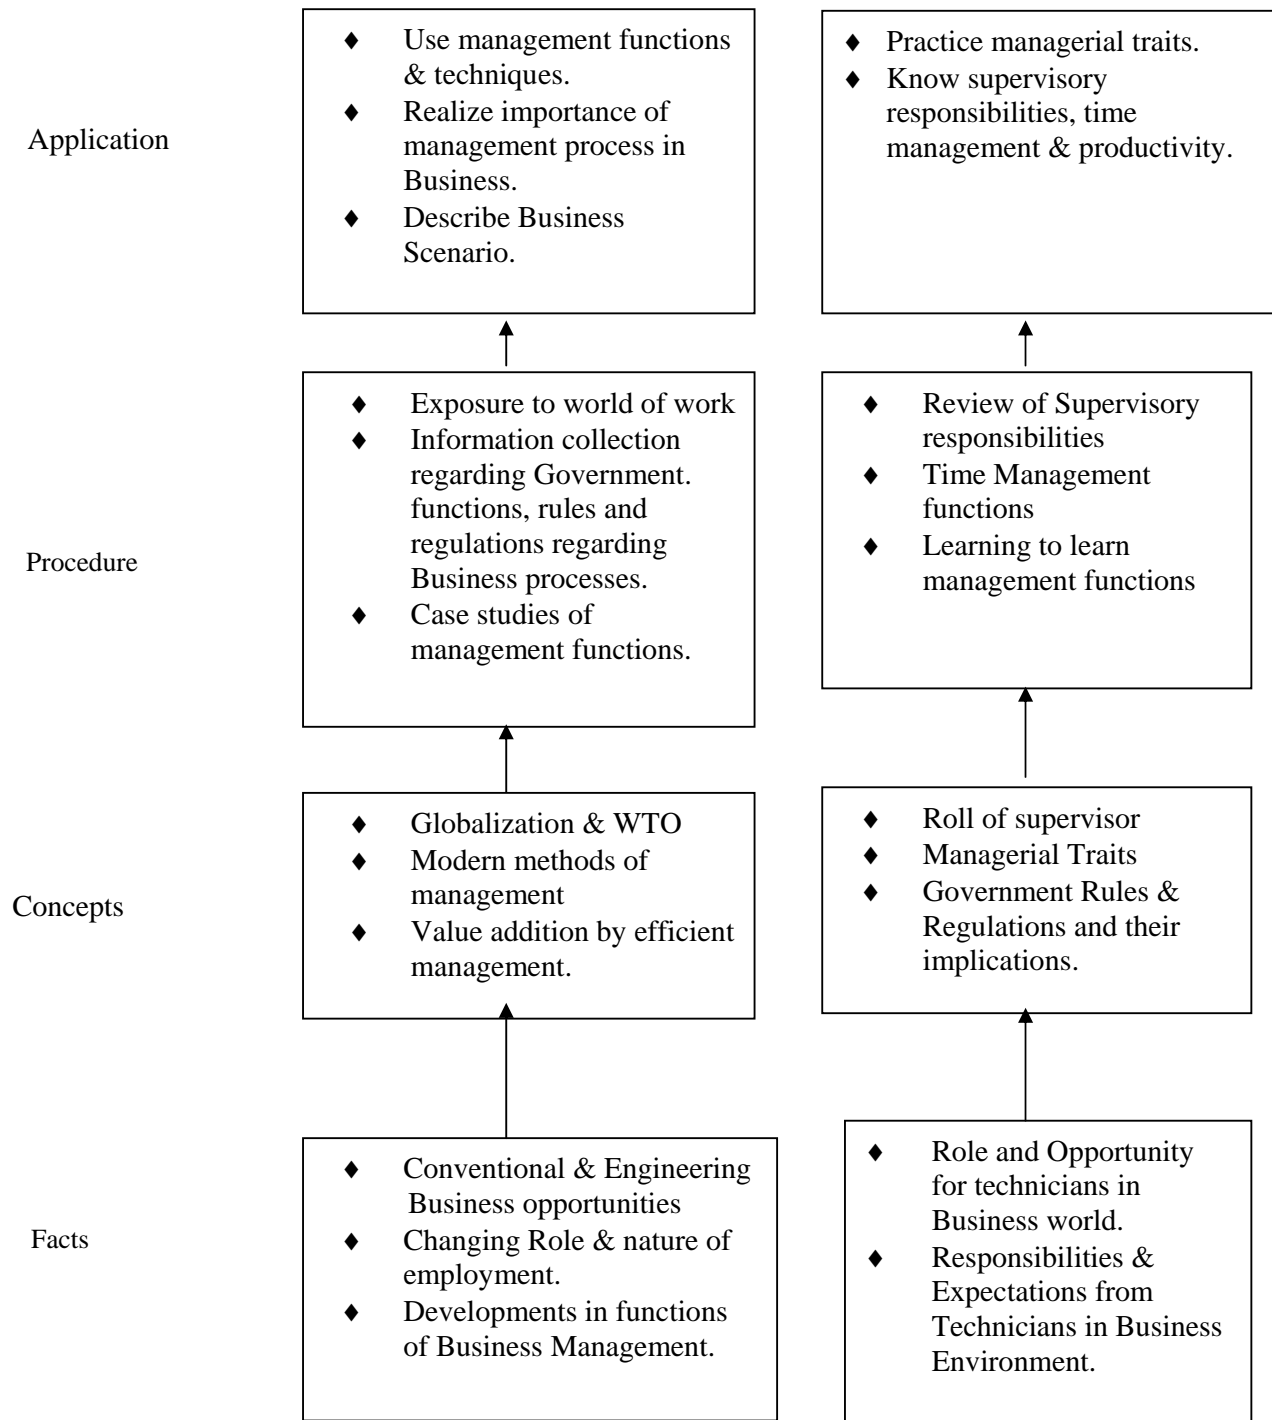 Application
♦ Use management functions
& techniques.
♦ Realize importance of
management process in
Business.
♦ Describe Business
Scenario.
♦ Practice managerial traits.
♦ Know supervisory
responsibilities, time
management & productivity.
Procedure
♦ Exposure to world of work
♦ Information collection
regarding Government.
functions, rules and
regulations regarding
Business processes.
♦ Case studies of
management functions.
♦ Review of Supervisory
responsibilities
♦ Time Management
functions
♦ Learning to learn
management functions
Concepts
♦ Globalization & WTO
♦ Modern methods of
management
♦ Value addition by efficient
management.
♦ Roll of supervisor
♦ Managerial Traits
♦ Government Rules &
Regulations and their
implications.
Facts
♦ Conventional & Engineering
Business opportunities
♦ Changing Role & nature of
employment.
♦ Developments in functions
of Business Management.
♦ Role and Opportunity
for technicians in
Business world.
♦ Responsibilities &
Expectations from
Technicians in Business
Environment.